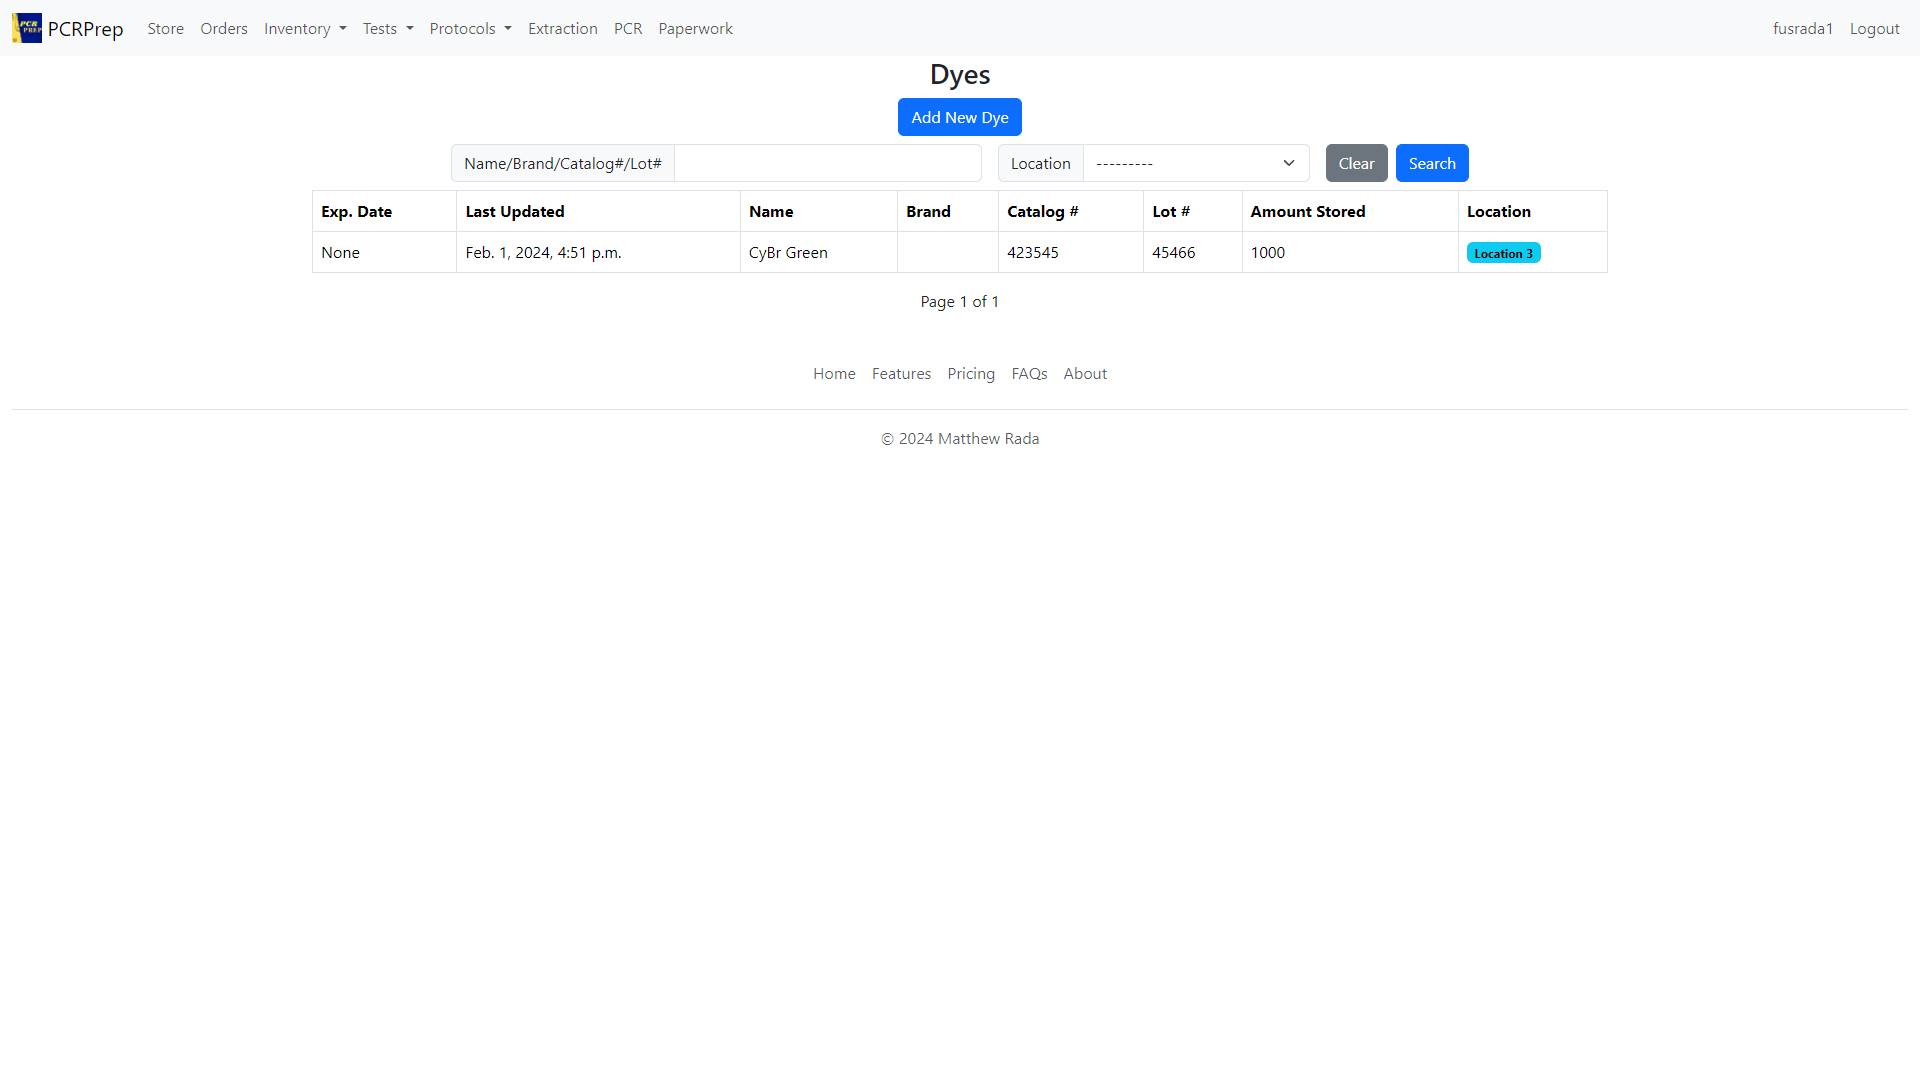 PCR PREP PCRPrep Store Orders Inventory Tests Protocols Extraction PCR Paperwork fusrada1 Logout
Dyes
Add New Dye
Name/Brand/Catalog#/Lot# Location --------- Clear Search
Exp. Date Last Updated Name Brand Catalog # Lot # Amount Stored Location
None Feb. 1, 2024, 4:51 p.m. CyBr Green 423545 45466 1000 Location 3
Page 1 of 1
Home Features Pricing FAQs About
© 2024 Matthew Rada